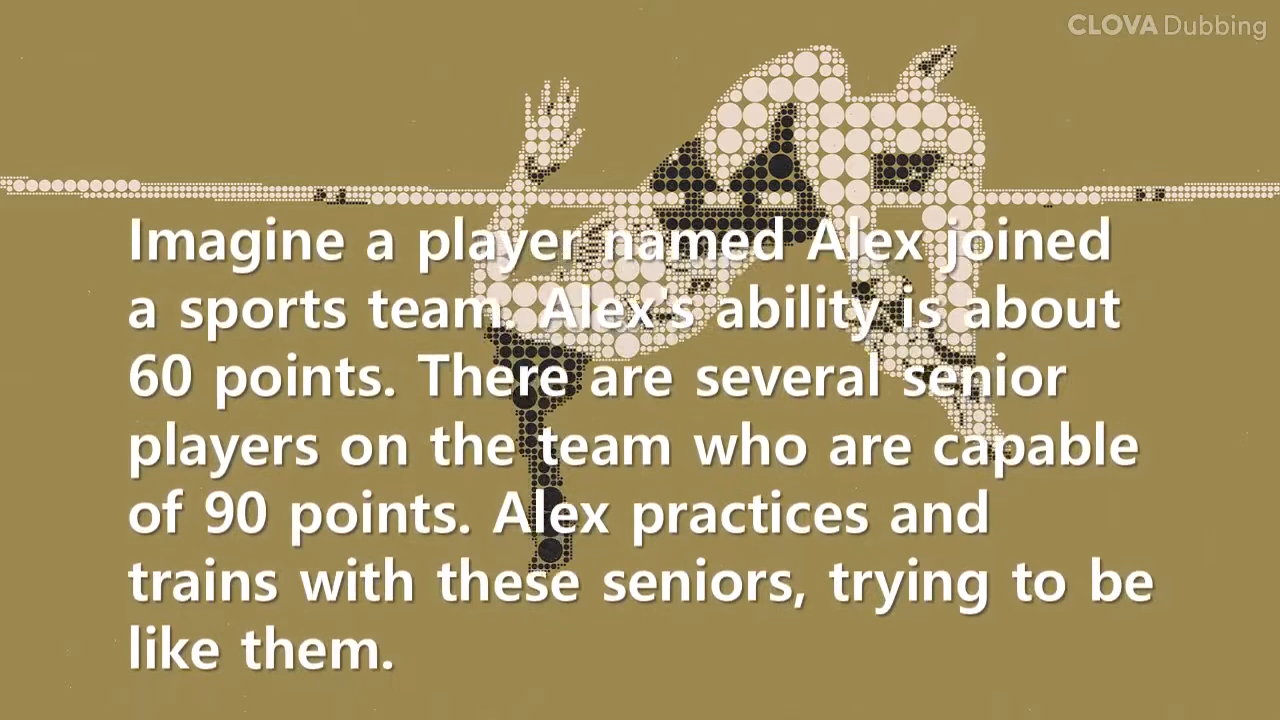 CLOVA Dubbing
Imagine a player named Alex joined
a sports team. Alex's ability is about
60 points. There are several senior
players on the team who are capable
of 90 points. Alex practices and
trains with these seniors, trying to be
like them.